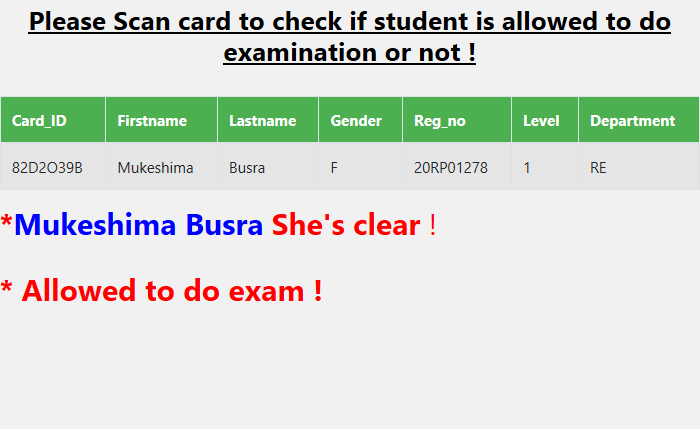 Please Scan card to check if student is allowed to do
examination or not !
Card_ID Firstname Lastname Gender Reg_no Level Department
82D2O39B Mukeshima Busra F 20RP01278 1 RE
*Mukeshima Busra She's clear !
* Allowed to do exam !